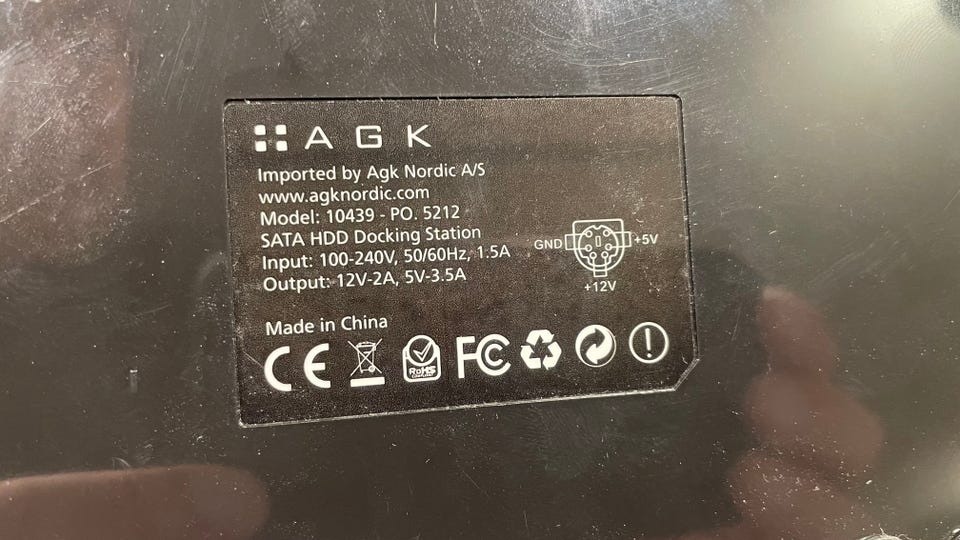 AGK
Imported by Agk Nordic A/S
www.agknordic.com
Model: 10439 - PO. 5212
SATA HDD Docking Station
Input: 100-240V, 50/60Hz, 1.5A
Output: 12V-2A, 5V-3.5A
GND +5V
+12V
Made in China
CE RoHS COMPLIANT FC